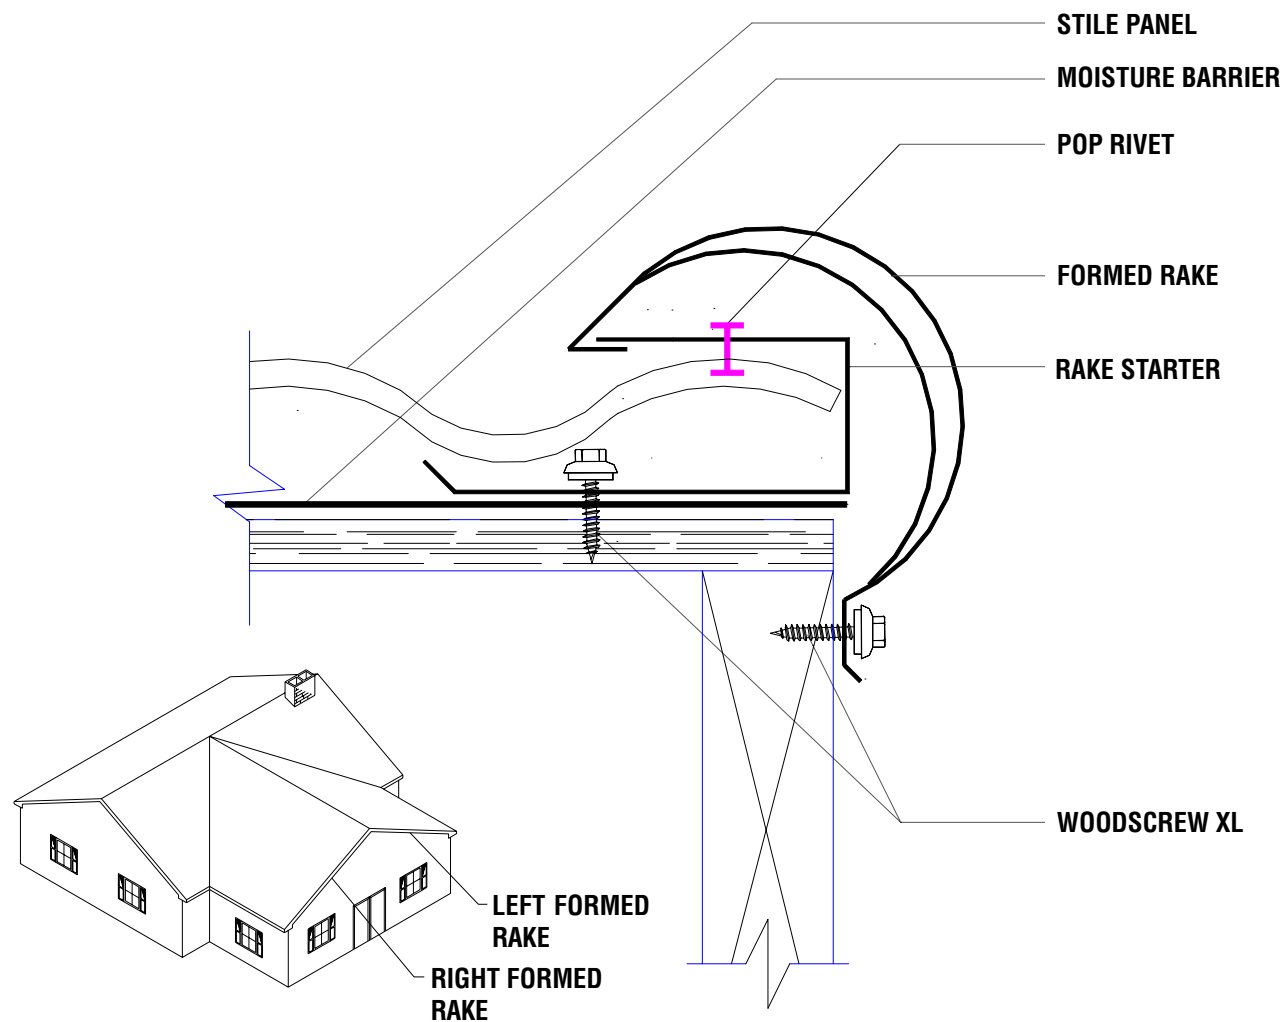 STILE PANEL
MOISTURE BARRIER
POP RIVET
FORMED RAKE
RAKE STARTER
WOODSCREW XL
LEFT FORMED
RAKE
RIGHT FORMED
RAKE